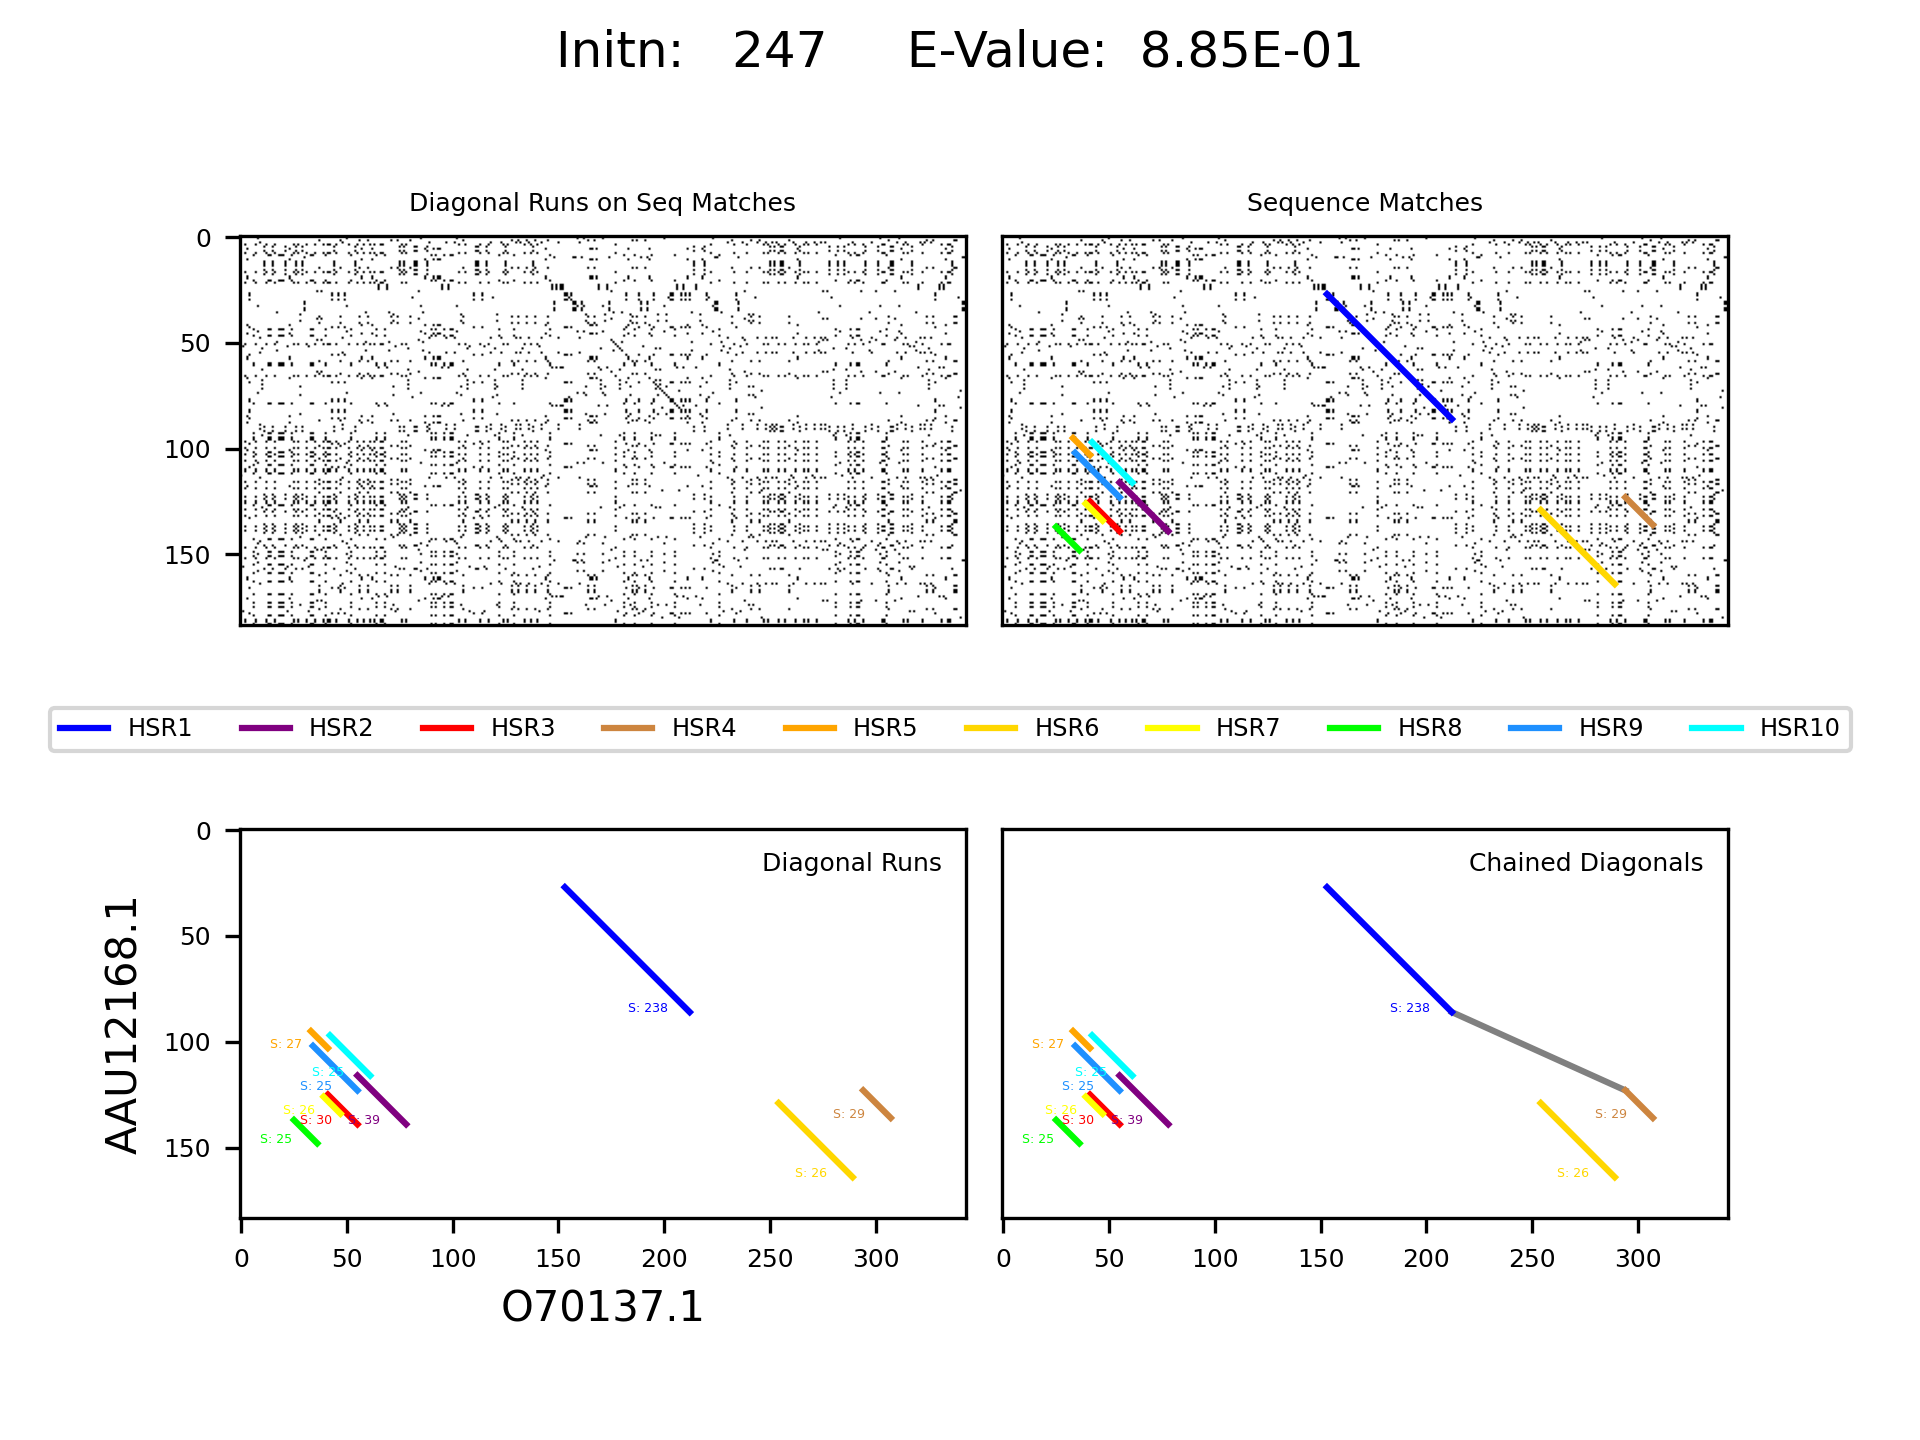 Initn:   247     E-Value:  8.85E-01
Diagonal Runs on Seq Matches
Sequence Matches
0
50
100
150
HSR1 HSR2 HSR3 HSR4 HSR5 HSR6 HSR7 HSR8 HSR9 HSR10
AAU12168.1
0
50
100
150
Diagonal Runs
S: 238
S: 27
S: 25
S: 25
S: 26
S: 30
S: 39
S: 25
S: 29
S: 26
0 50 100 150 200 250 300
O70137.1
Chained Diagonals
S: 238
S: 27
S: 25
S: 25
S: 26
S: 30
S: 39
S: 25
S: 29
S: 26
0 50 100 150 200 250 300